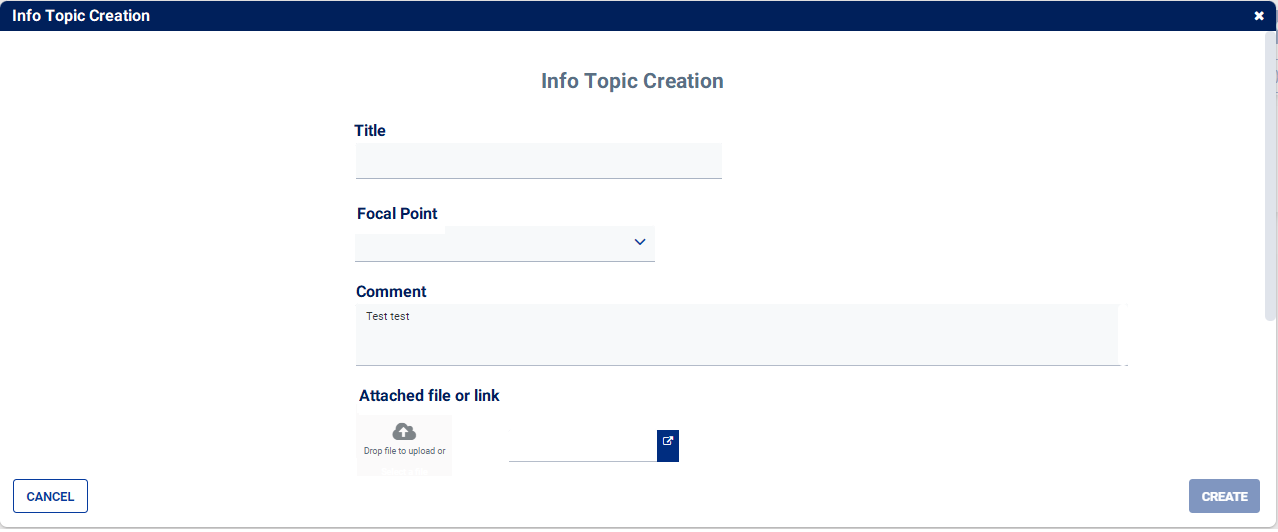 Info Topic Creation
Info Topic Creation
Title
Focal Point
Comment
Test test
Attached file or link
Drop file to upload or
CANCEL
CREATE